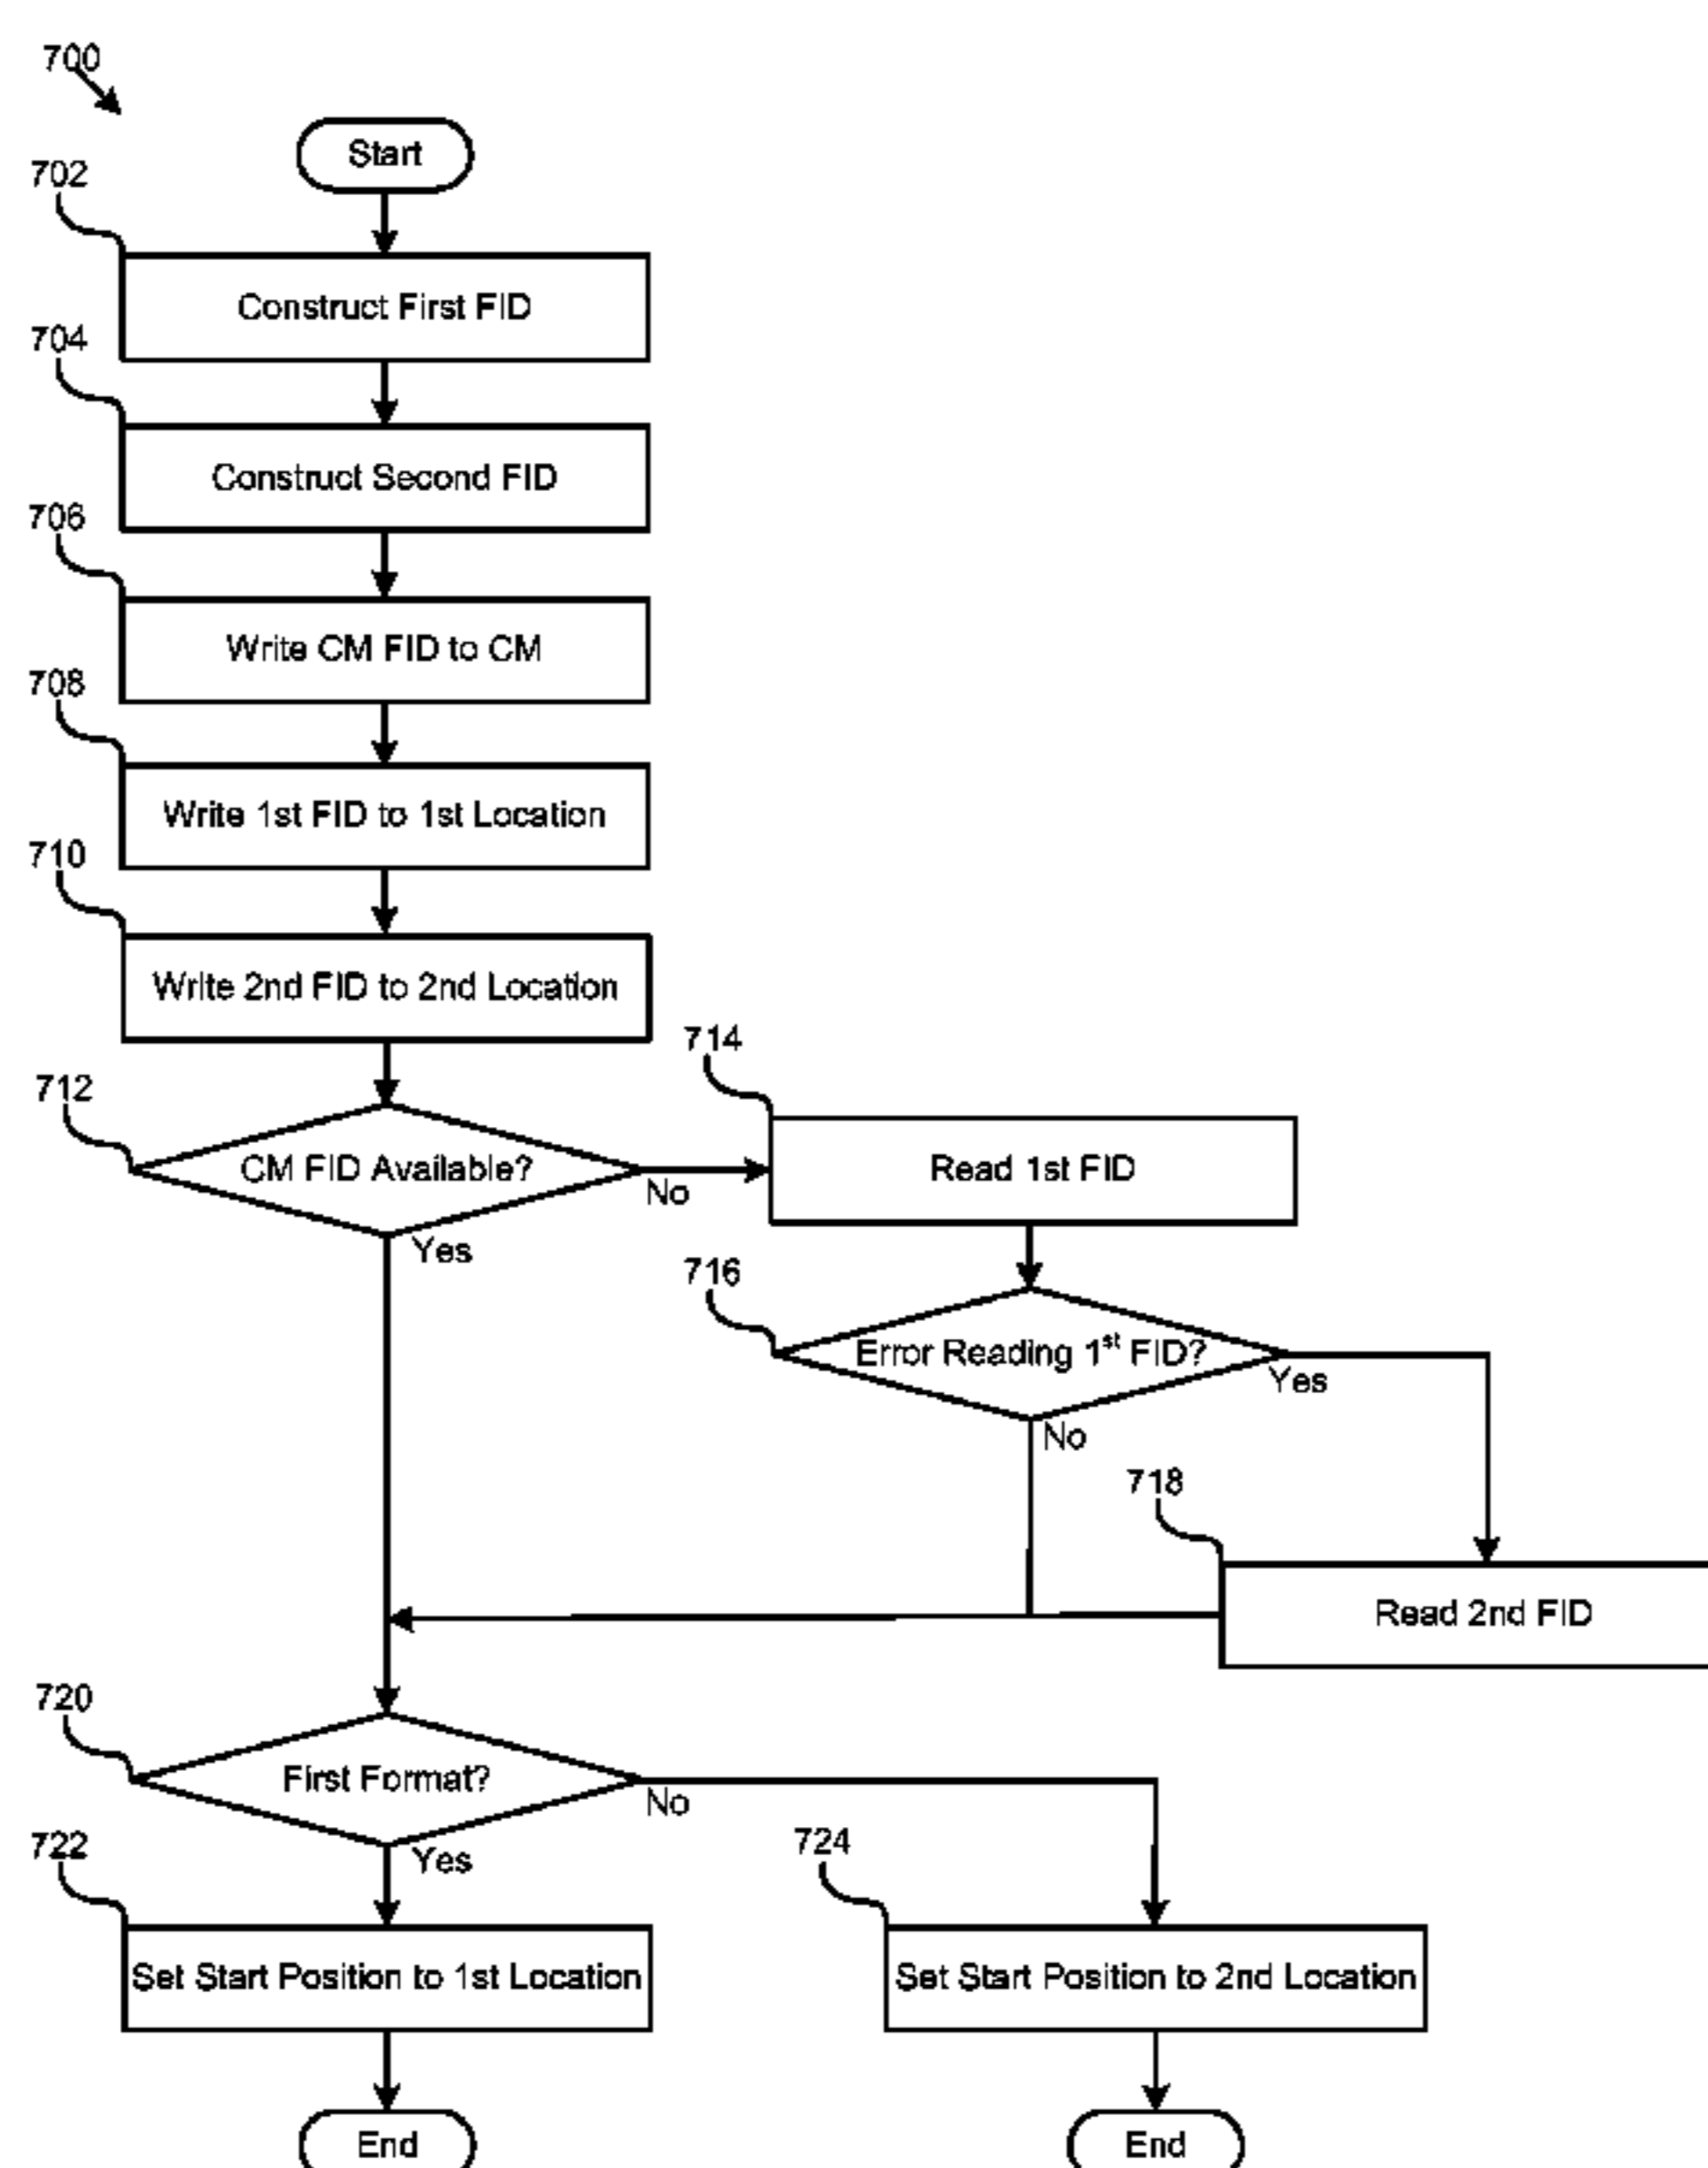 700
Start
702
Construct First FID
704
Construct Second FID
706
Write CM FID to CM
708
Write 1st FID to 1st Location
710
Write 2nd FID to 2nd Location
712
CM FID Available?
No
Yes
714
Read 1st FID
716
Error Reading 1st FID?
Yes
No
718
Read 2nd FID
720
First Format?
No
Yes
722
Set Start Position to 1st Location
724
Set Start Position to 2nd Location
End
End